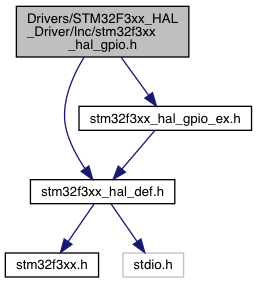 Drivers/STM32F3xx_HAL
_Driver/Inc/stm32f3xx
_hal_gpio.h
stm32f3xx_hal_gpio_ex.h
stm32f3xx_hal_def.h
stm32f3xx.h
stdio.h